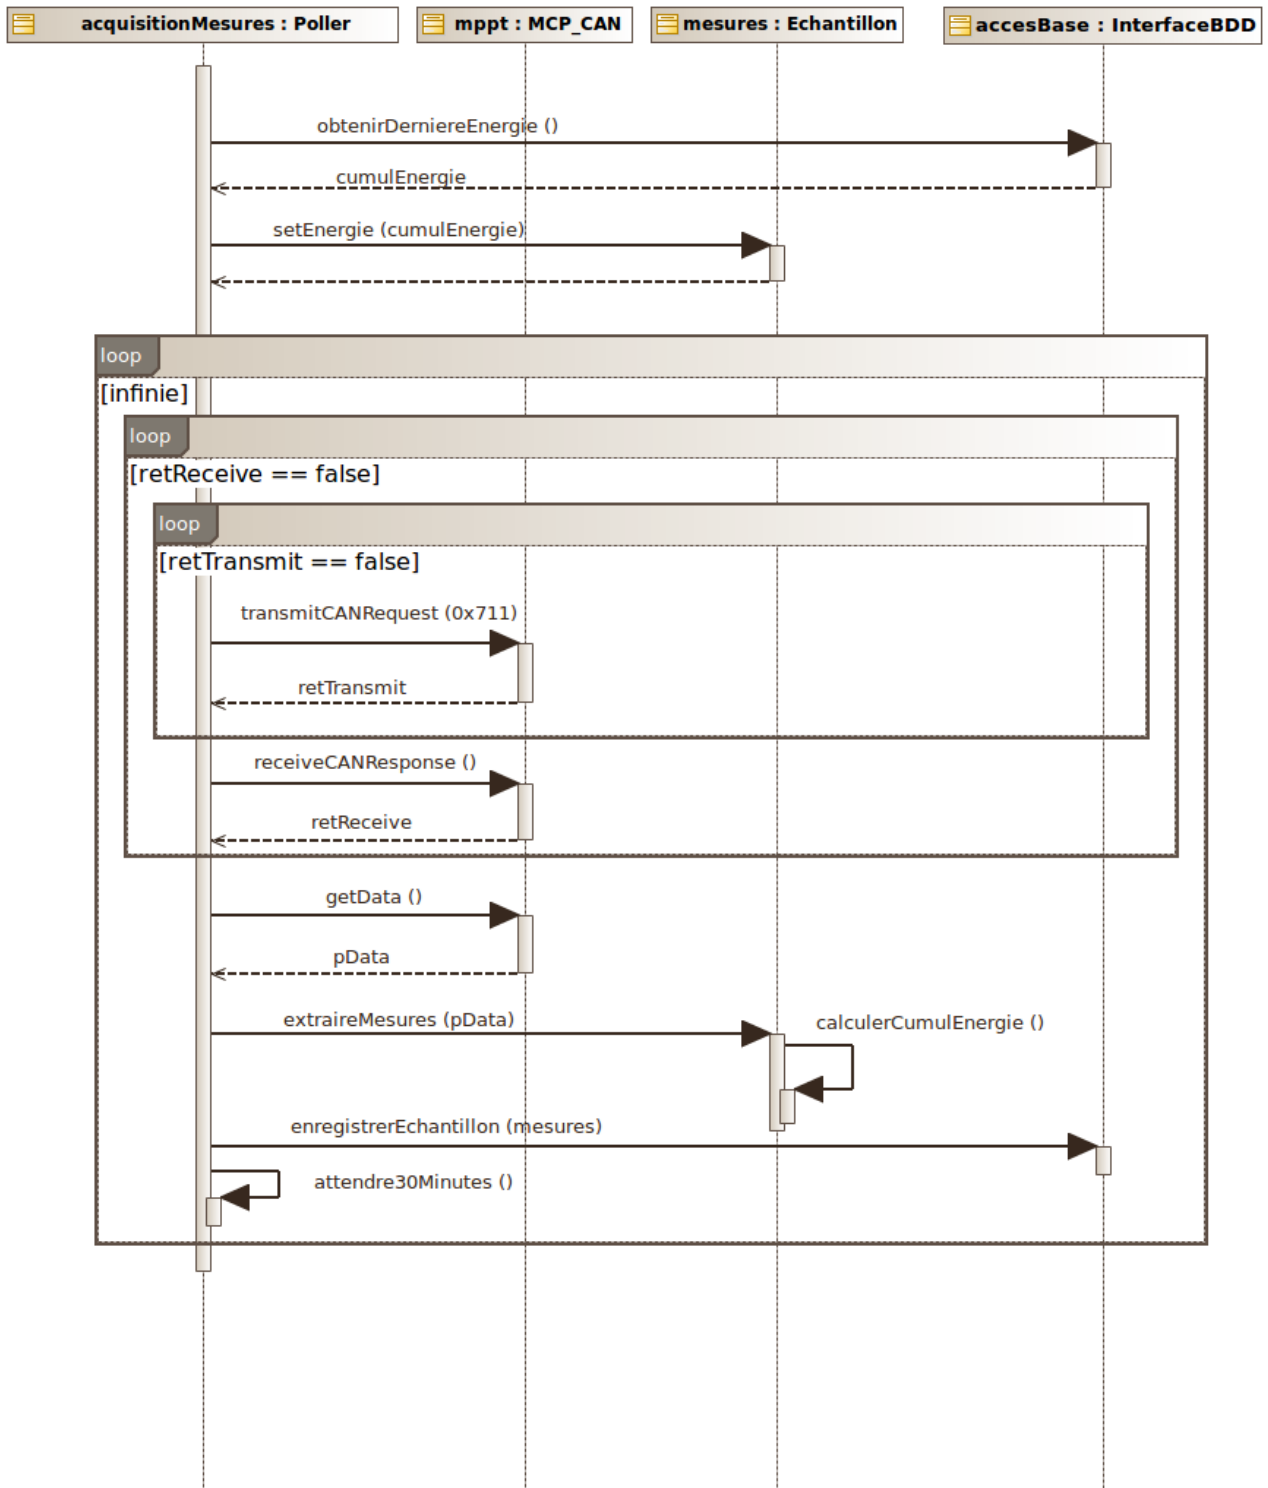 acquisitionMesures : Poller
mppt : MCP_CAN
mesures : Echantillon
accesBase : InterfaceBDD
obtenirDerniereEnergie ()
cumulEnergie
setEnergie (cumulEnergie)
loop
[infinie]
loop
[retReceive == false]
loop
[retTransmit == false]
transmitCANRequest (0x711)
retTransmit
receiveCANResponse ()
retReceive
getData ()
pData
extraireMesures (pData)
calculerCumulEnergie ()
enregistrerEchantillon (mesures)
attendre30Minutes ()